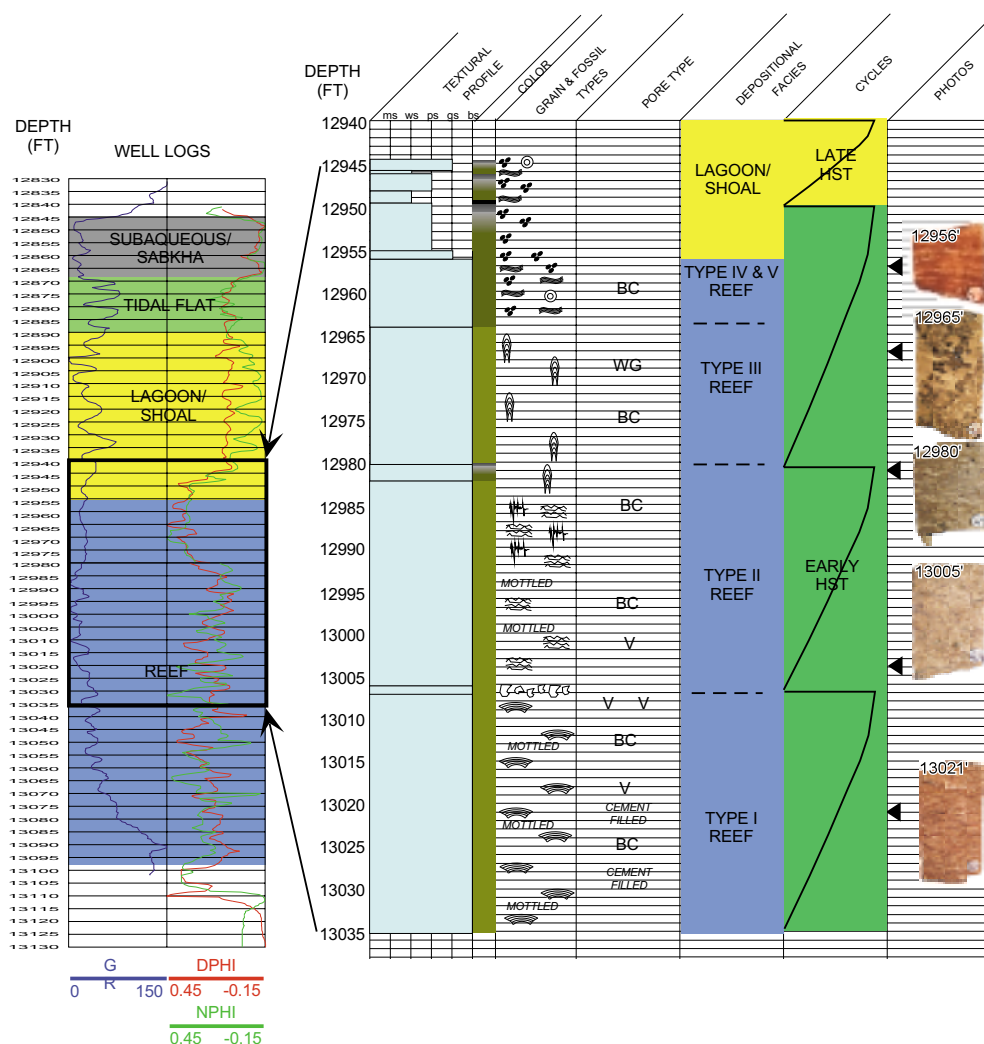 DEPTH
(FT)
WELL LOGS
12830
12835
12840
12845
12850
12855
12860
12865
12870
12875
12880
12885
12890
12895
12900
12905
12910
12915
12920
12925
12930
12935
12940
12945
12950
12955
12960
12965
12970
12975
12980
12985
12990
12995
13000
13005
13010
13015
13020
13025
13030
13035
13040
13045
13050
13055
13060
13065
13070
13075
13080
13085
13090
13095
13100
13105
13110
13115
13120
13125
13130
SUBAQUEOUS/
SABKHA
TIDAL FLAT
LAGOON/
SHOAL
REEF
G
R
0 150
DPHI
0.45 -0.15
NPHI
0.45 -0.15
DEPTH
(FT)
TEXTURAL
PROFILE
COLOR
GRAIN & FOSSIL
TYPES
PORE TYPE
DEPOSITIONAL
FACIES
CYCLES
PHOTOS
ms ws ps gs bs
12940
12945
12950
12955
12960
12965
12970
12975
12980
12985
12990
12995
13000
13005
13010
13015
13020
13025
13030
13035
MOTTLED
MOTTLED
MOTTLED
MOTTLED
MOTTLED
BC
WG
BC
BC
BC
V
V V
BC
V
CEMENT
FILLED
BC
CEMENT
FILLED
LAGOON/
SHOAL
TYPE IV & V
REEF
TYPE III
REEF
TYPE II
REEF
TYPE I
REEF
LATE
HST
EARLY
HST
12956'
12965'
12980'
13005'
13021'